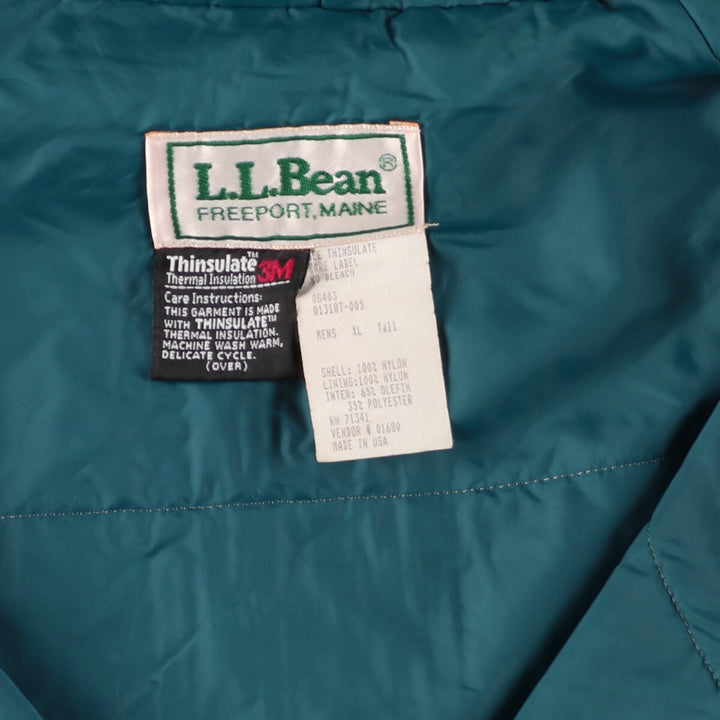 L.L.Bean®
FREEPORT, MAINE
Thinsulate™ 3M
Thermal Insulation
Care Instructions:
THIS GARMENT IS MADE
WITH THINSULATE™
THERMAL INSULATION.
MACHINE WASH WARM,
DELICATE CYCLE.
(OVER)
THINSULATE
LABEL
NO BLEACH
0G403
01318T-005
MENS XL Tall
SHELL: 100% NYLON
LINING:100% NYLON
INTER: 65% OLEFIN
35% POLYESTER
RN 71341
VENDOR # 01680
MADE IN USA